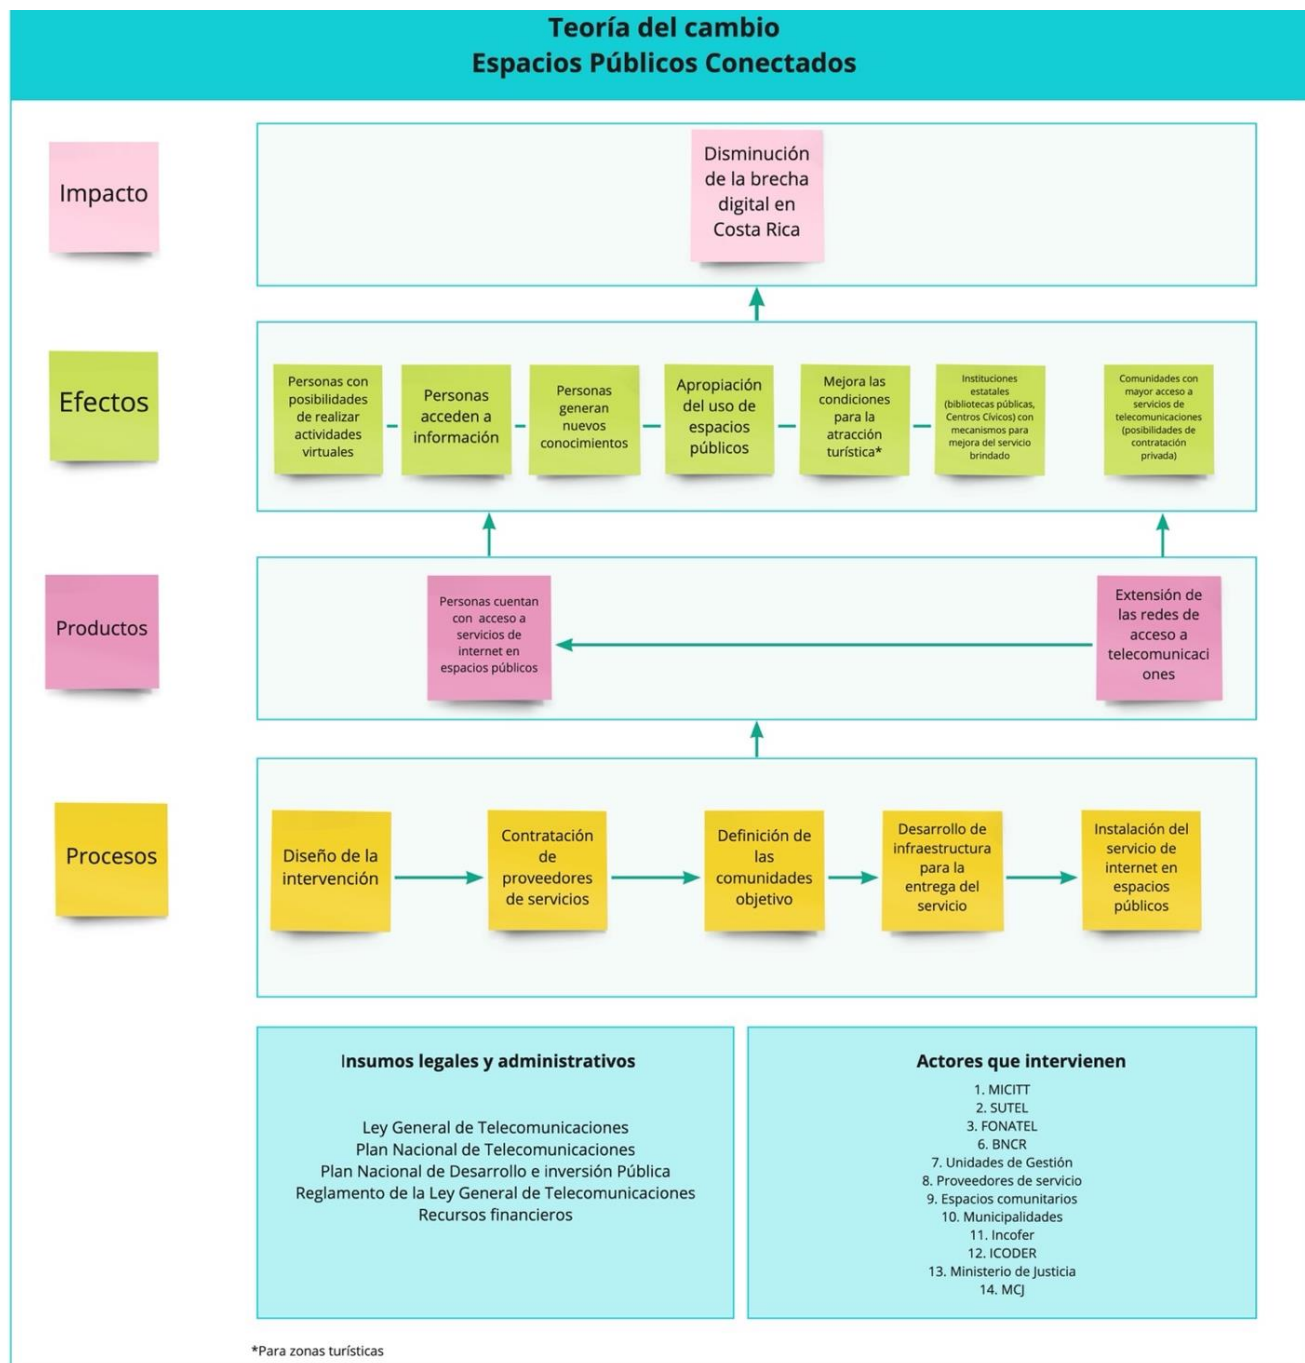 Teoría del cambio
Espacios Públicos Conectados
Impacto
Disminución
de la brecha
digital en
Costa Rica
Efectos
Personas con
posibilidades
de realizar
actividades
virtuales
Personas
acceden a
información
Personas
generan
nuevos
conocimientos
Apropiación
del uso de
espacios
públicos
Mejora las
condiciones
para la
atracción
turística*
Instituciones
estatales
(bibliotecas públicas,
Centros Cívicos) con
mecanismos para
mejora del servicio
brindado
Comunidades con
mayor acceso a
servicios de
telecomunicaciones
(posibilidades de
contratación
privada)
Productos
Personas cuentan
con acceso a
servicios de
internet en
espacios públicos
Extensión de
las redes de
acceso a
telecomunicaci
ones
Procesos
Diseño de la
intervención
Contratación
de
proveedores
de servicios
Definición de
las
comunidades
objetivo
Desarrollo de
infraestructura
para la
entrega del
servicio
Instalación del
servicio de
internet en
espacios
públicos
Insumos legales y administrativos
Ley General de Telecomunicaciones
Plan Nacional de Telecomunicaciones
Plan Nacional de Desarrollo e inversión Pública
Reglamento de la Ley General de Telecomunicaciones
Recursos financieros
Actores que intervienen
1. MICITT
2. SUTEL
3. FONATEL
6. BNCR
7. Unidades de Gestión
8. Proveedores de servicio
9. Espacios comunitarios
10. Municipalidades
11. Incofer
12. ICODER
13. Ministerio de Justicia
14. MCJ
*Para zonas turísticas